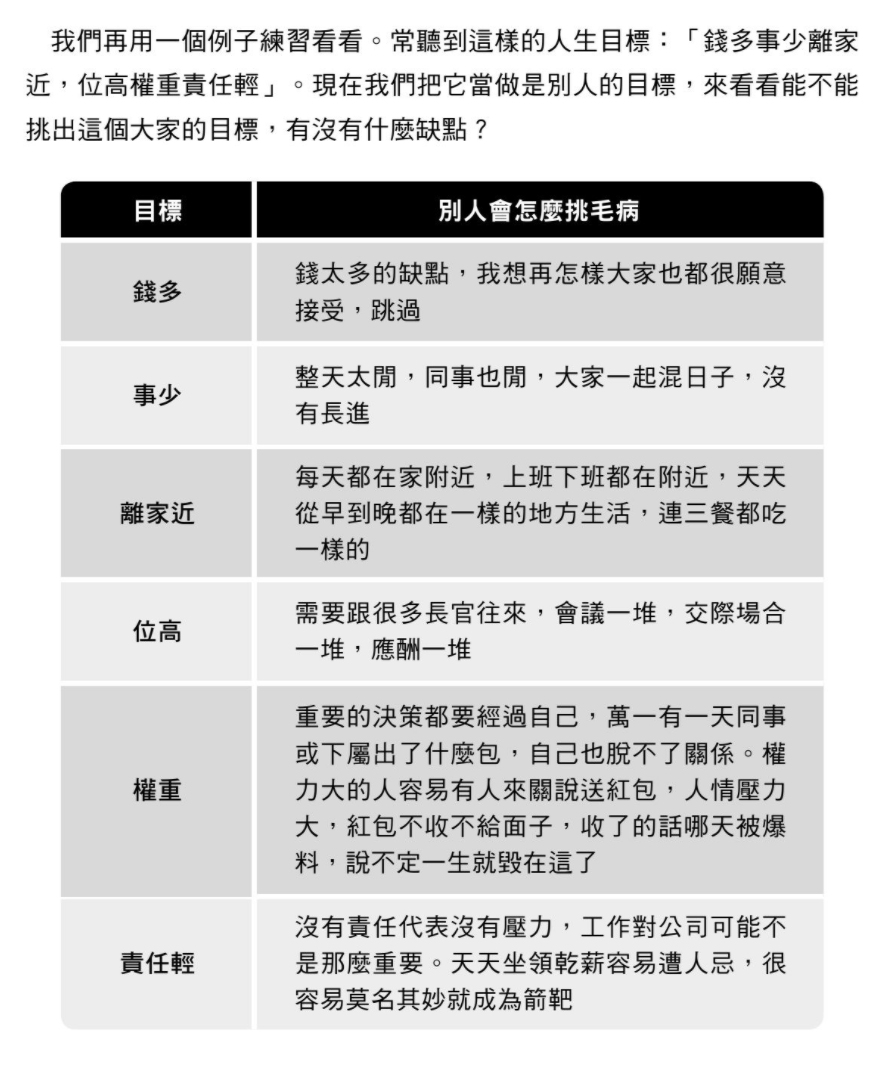 我們再用一個例子練習看看。常聽到這樣的人生目標：「錢多事少離家
近，位高權重責任輕」。現在我們把它當做是別人的目標，來看看能不能
挑出這個大家的目標，有沒有什麼缺點？
目標
別人會怎麼挑毛病
錢多
錢太多的缺點，我想再怎樣大家也都很願意
接受，跳過
事少
整天太閒，同事也閒，大家一起混日子，沒
有長進
離家近
每天都在家附近，上班下班都在附近，天天
從早到晚都在一樣的地方生活，連三餐都吃
一樣的
位高
需要跟很多長官往來，會議一堆，交際場合
一堆，應酬一堆
權重
重要的決策都要經過自己，萬一有一天同事
或下屬出了什麼包，自己也脫不了關係。權
力大的人容易有人來關說送紅包，人情壓力
大，紅包不收不給面子，收了的話哪天被爆
料，說不定一生就毀在這了
責任輕
沒有責任代表沒有壓力，工作對公司可能不
是那麼重要。天天坐領乾薪容易遭人忌，很
容易莫名其妙就成為箭靶